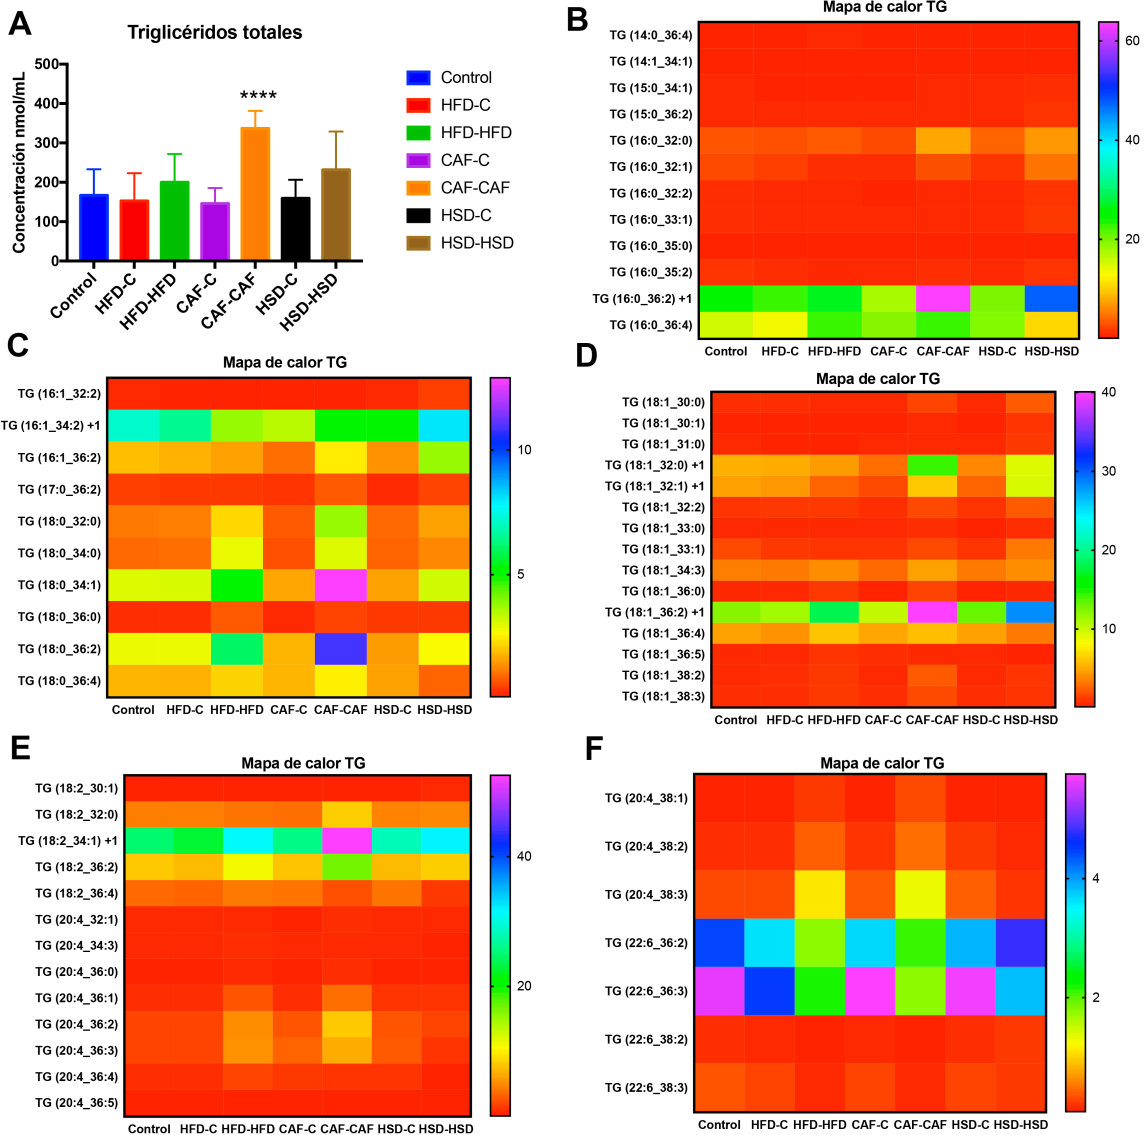 A
Triglicéridos totales
Concentración nmol/mL
500
400
300
200
100
0
****
Control
HFD-C
HFD-HFD
CAF-C
CAF-CAF
HSD-C
HSD-HSD
Control
HFD-C
HFD-HFD
CAF-C
CAF-CAF
HSD-C
HSD-HSD
B
Mapa de calor TG
TG (14:0_36:4)
TG (14:1_34:1)
TG (15:0_34:1)
TG (15:0_36:2)
TG (16:0_32:0)
TG (16:0_32:1)
TG (16:0_32:2)
TG (16:0_33:1)
TG (16:0_35:0)
TG (16:0_35:2)
TG (16:0_36:2) +1
TG (16:0_36:4)
Control HFD-C HFD-HFD CAF-C CAF-CAF HSD-C HSD-HSD
60
40
20
C
Mapa de calor TG
TG (16:1_32:2)
TG (16:1_34:2) +1
TG (16:1_36:2)
TG (17:0_36:2)
TG (18:0_32:0)
TG (18:0_34:0)
TG (18:0_34:1)
TG (18:0_36:0)
TG (18:0_36:2)
TG (18:0_36:4)
Control HFD-C HFD-HFD CAF-C CAF-CAF HSD-C HSD-HSD
10
5
D
Mapa de calor TG
TG (18:1_30:0)
TG (18:1_30:1)
TG (18:1_31:0)
TG (18:1_32:0) +1
TG (18:1_32:1) +1
TG (18:1_32:2)
TG (18:1_33:0)
TG (18:1_33:1)
TG (18:1_34:3)
TG (18:1_36:0)
TG (18:1_36:2) +1
TG (18:1_36:4)
TG (18:1_36:5)
TG (18:1_38:2)
TG (18:1_38:3)
Control HFD-C HFD-HFD CAF-C CAF-CAF HSD-C HSD-HSD
40
30
20
10
E
Mapa de calor TG
TG (18:2_30:1)
TG (18:2_32:0)
TG (18:2_34:1) +1
TG (18:2_36:2)
TG (18:2_36:4)
TG (20:4_32:1)
TG (20:4_34:3)
TG (20:4_36:0)
TG (20:4_36:1)
TG (20:4_36:2)
TG (20:4_36:3)
TG (20:4_36:4)
TG (20:4_36:5)
Control HFD-C HFD-HFD CAF-C CAF-CAF HSD-C HSD-HSD
40
20
F
Mapa de calor TG
TG (20:4_38:1)
TG (20:4_38:2)
TG (20:4_38:3)
TG (22:6_36:2)
TG (22:6_36:3)
TG (22:6_38:2)
TG (22:6_38:3)
Control HFD-C HFD-HFD CAF-C CAF-CAF HSD-C HSD-HSD
4
2